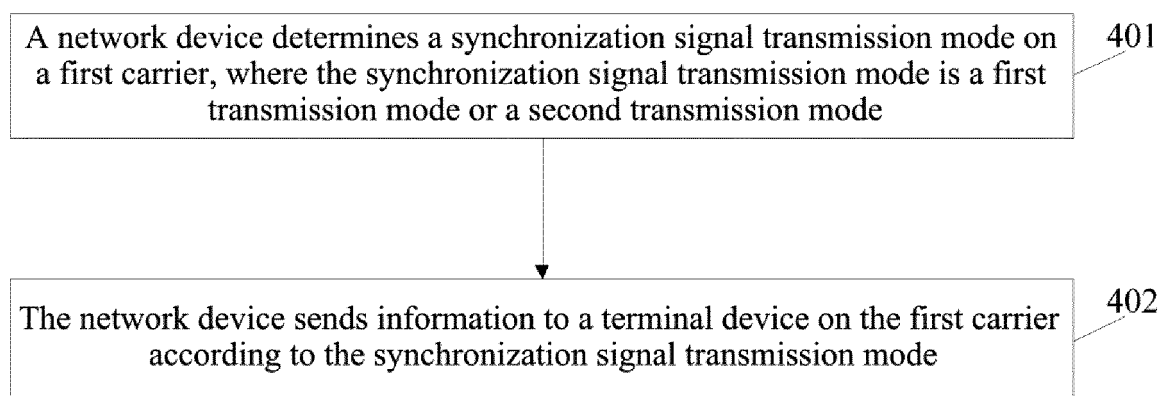 A network device determines a synchronization signal transmission mode on
a first carrier, where the synchronization signal transmission mode is a first
transmission mode or a second transmission mode
401
The network device sends information to a terminal device on the first carrier
according to the synchronization signal transmission mode
402